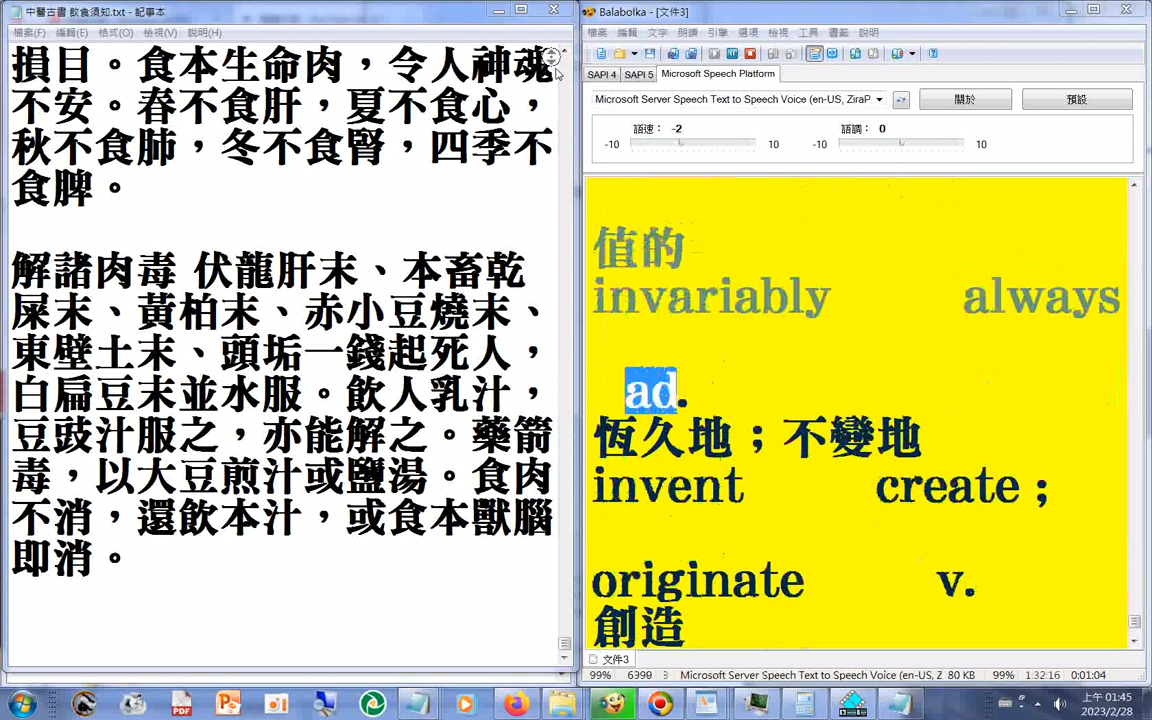 中醫古書 飲食須知.txt - 記事本
檔案(F) 編輯(E) 格式(O) 檢視(V) 說明(H)
損目。食本生命肉，令人神魂
不安。春不食肝，夏不食心，
秋不食肺，冬不食腎，四季不
食脾。
解諸肉毒 伏龍肝末、本畜乾
屎末、黃柏末、赤小豆燒末、
東壁土末、頭垢一錢起死人，
白扁豆末並水服。飲人乳汁，
豆豉汁服之，亦能解之。藥箭
毒，以大豆煎汁或鹽湯。食肉
不消，還飲本汁，或食本獸腦
即消。
Balabolka - [文件3]
檔案 編輯 文字 朗讀 引擎 選項 檢視 工具 書籤 說明
SAPI 4 SAPI 5 Microsoft Speech Platform
Microsoft Server Speech Text to Speech Voice (en-US, ZiraP 關於 預設
語速： -2 語調： 0
-10 10 -10 10
值的
invariably always
ad.
恆久地；不變地
invent create；
originate v.
創造
文件3
99% 6399 Microsoft Server Speech Text to Speech Voice (en-US, Z 80 KB 99% 1:32:16 0:01:04
PDF
上午 01:45
2023/2/28